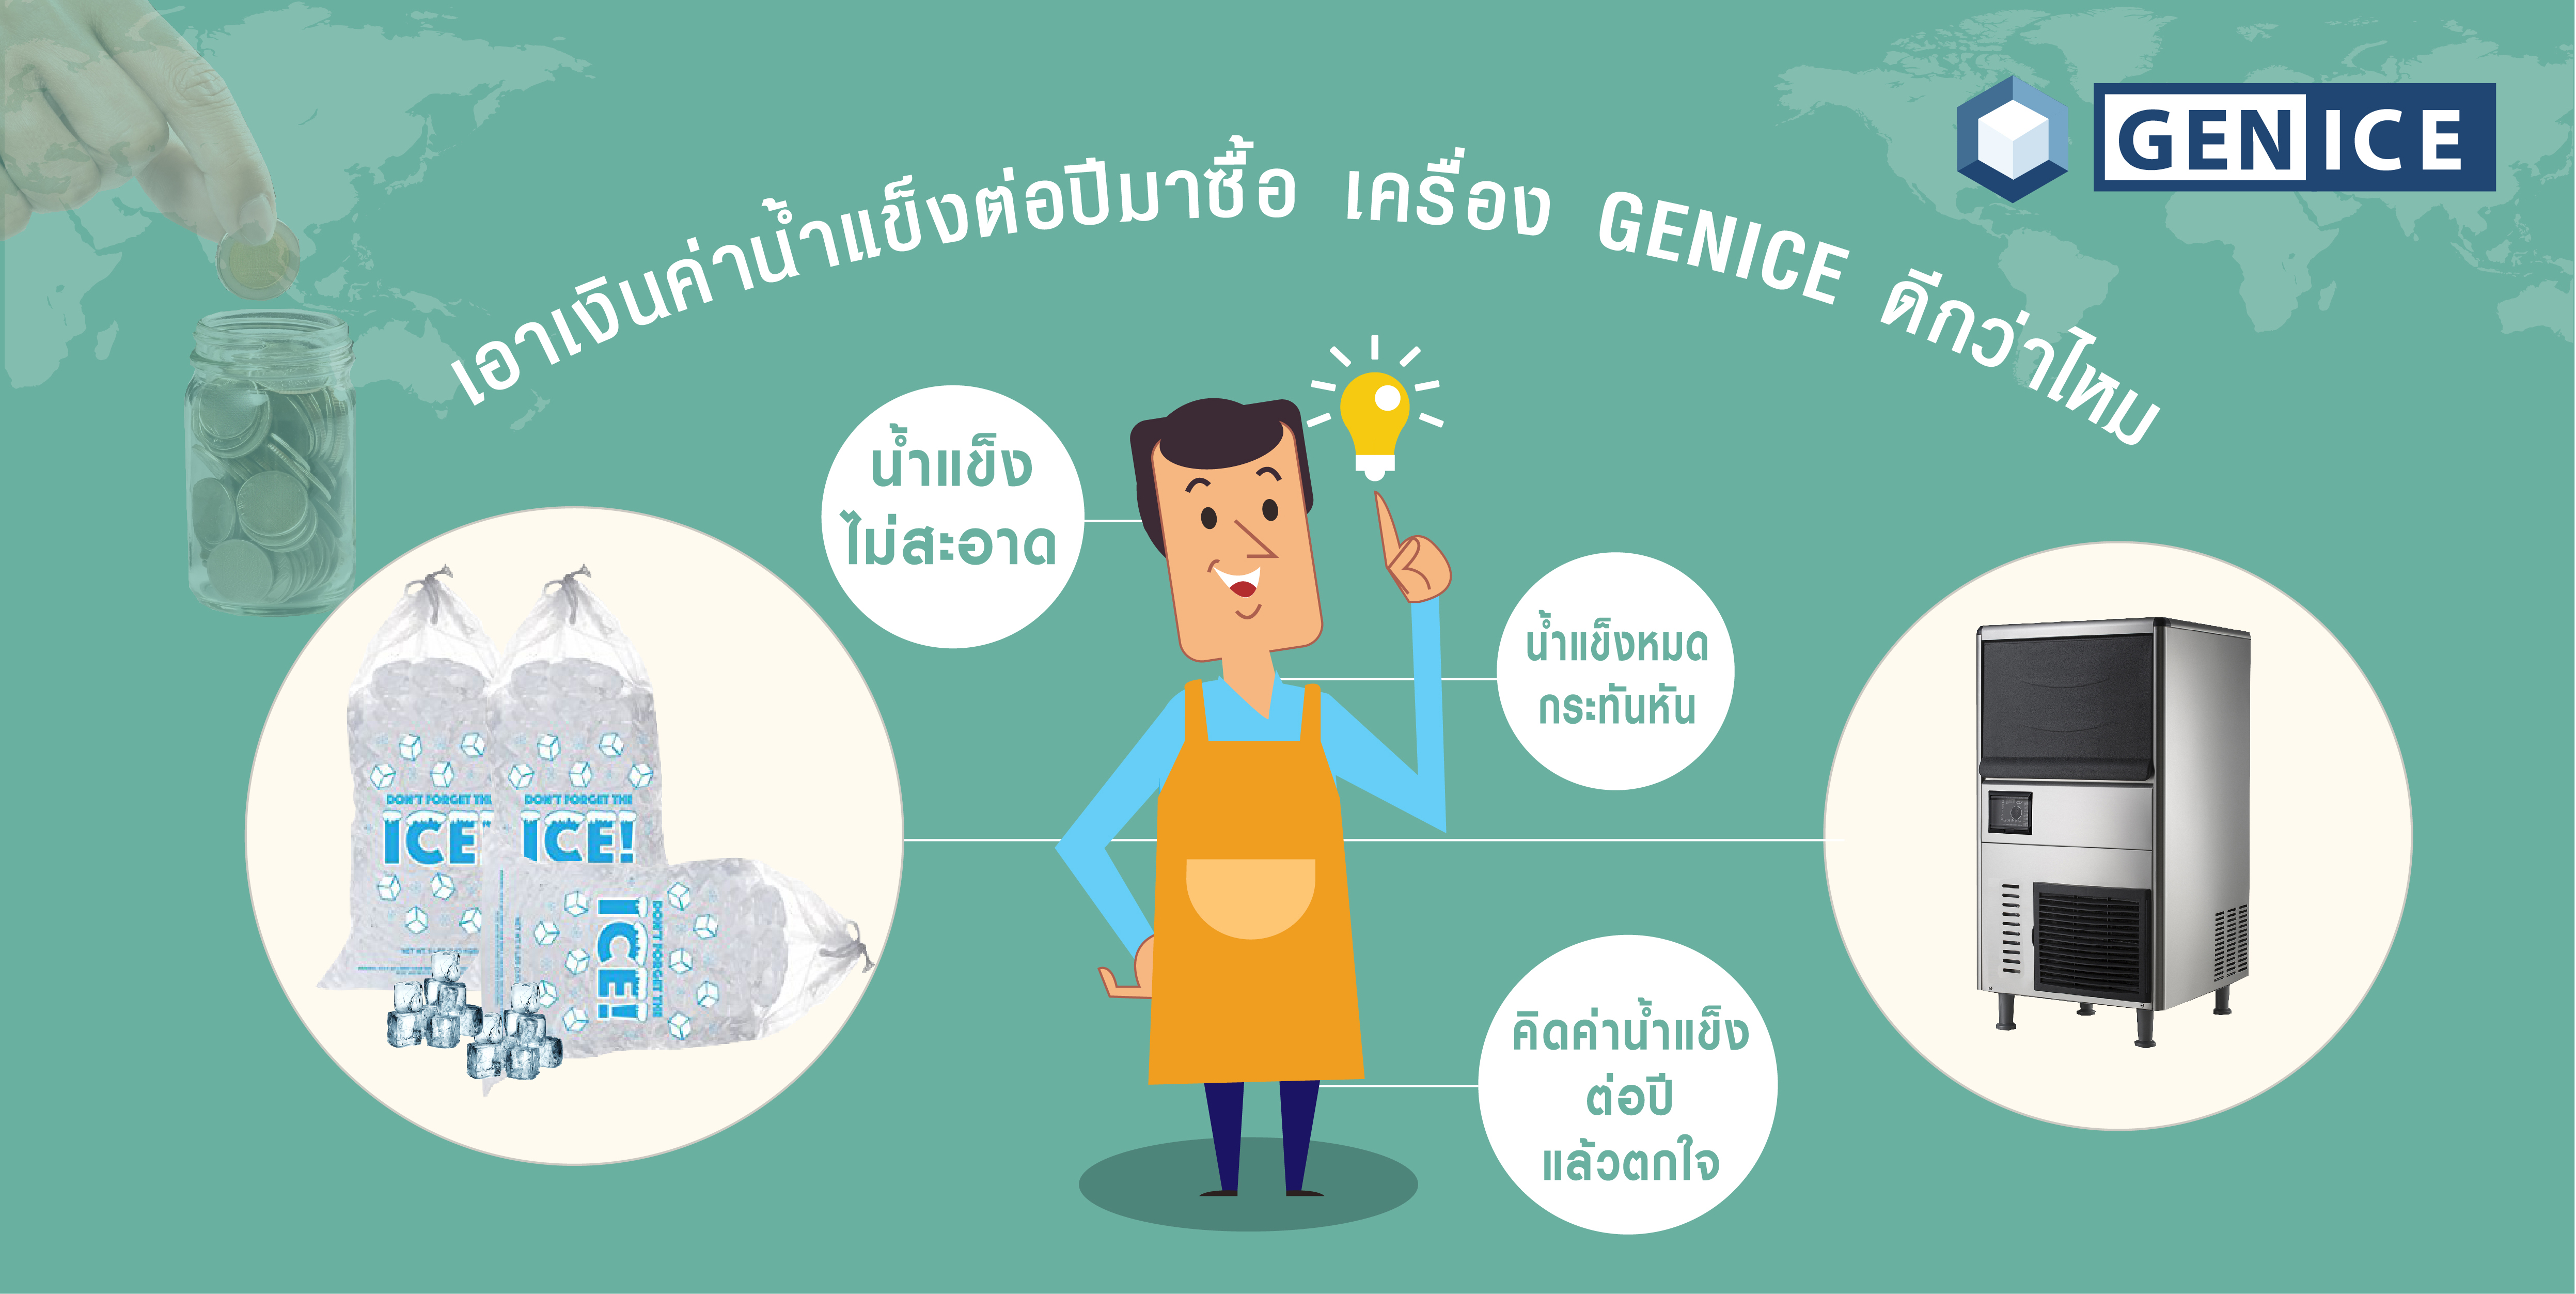 GENICE
เอาเงินค่าน้ำแข็งต่อปีมาซื้อ เครื่อง GENICE ดีกว่าไหม
น้ำแข็ง
ไม่สะอาด
น้ำแข็งหมด
กระทันหัน
DON'T FORGET THE
ICE
DON'T FORGET THE
ICE!
DON'T FORGET THE
ICE!
คิดค่าน้ำแข็ง
ต่อปี
แล้วตกใจ